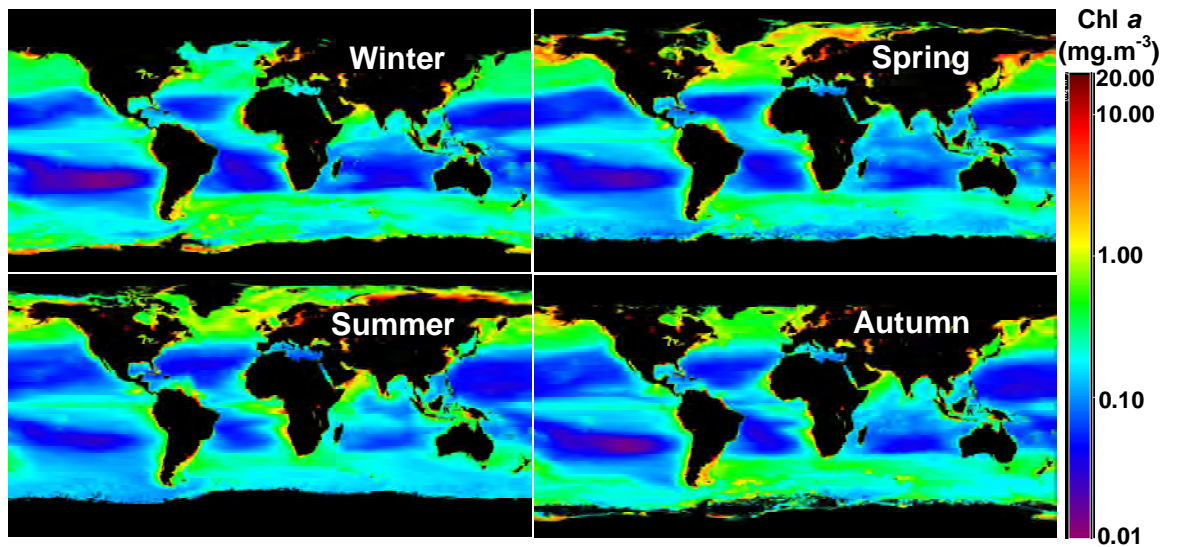 Winter
Spring
Summer
Autumn
Chl a
(mg.m-3)
20.00
10.00
1.00
0.10
0.01